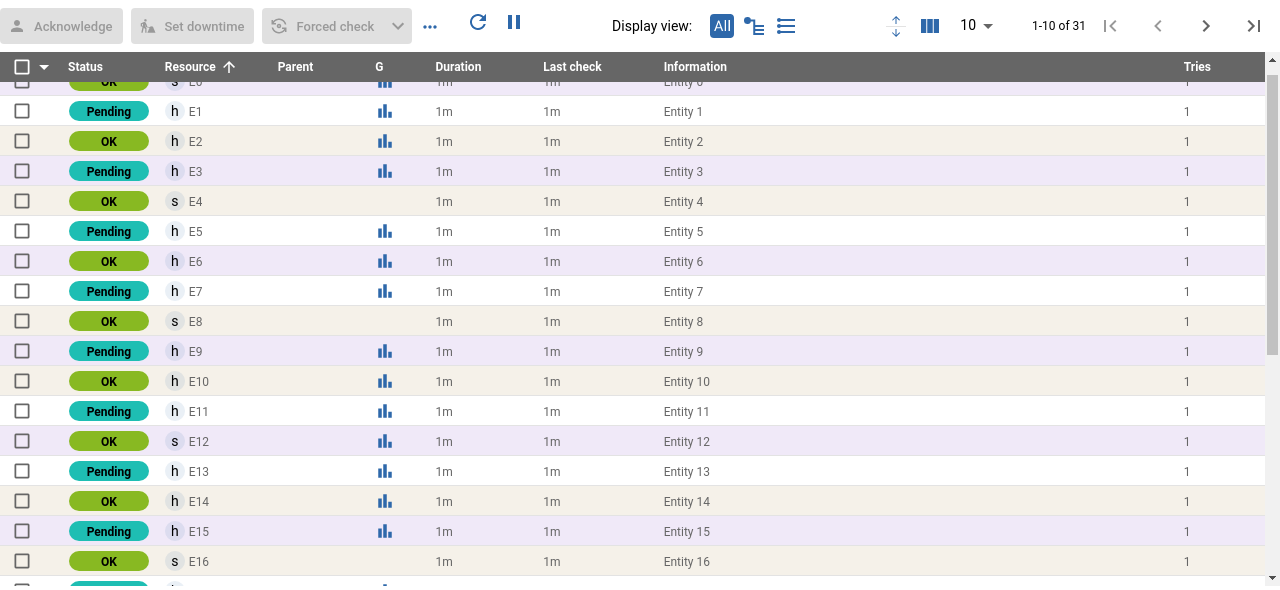 Acknowledge Set downtime Forced check ... Display view: All 10 1-10 of 31
Status Resource Parent G Duration Last check Information Tries
OK s E0 1m 1m Entity 0 1
Pending h E1 1m 1m Entity 1 1
OK h E2 1m 1m Entity 2 1
Pending h E3 1m 1m Entity 3 1
OK s E4 1m 1m Entity 4 1
Pending h E5 1m 1m Entity 5 1
OK h E6 1m 1m Entity 6 1
Pending h E7 1m 1m Entity 7 1
OK s E8 1m 1m Entity 8 1
Pending h E9 1m 1m Entity 9 1
OK h E10 1m 1m Entity 10 1
Pending h E11 1m 1m Entity 11 1
OK s E12 1m 1m Entity 12 1
Pending h E13 1m 1m Entity 13 1
OK h E14 1m 1m Entity 14 1
Pending h E15 1m 1m Entity 15 1
OK s E16 1m 1m Entity 16 1